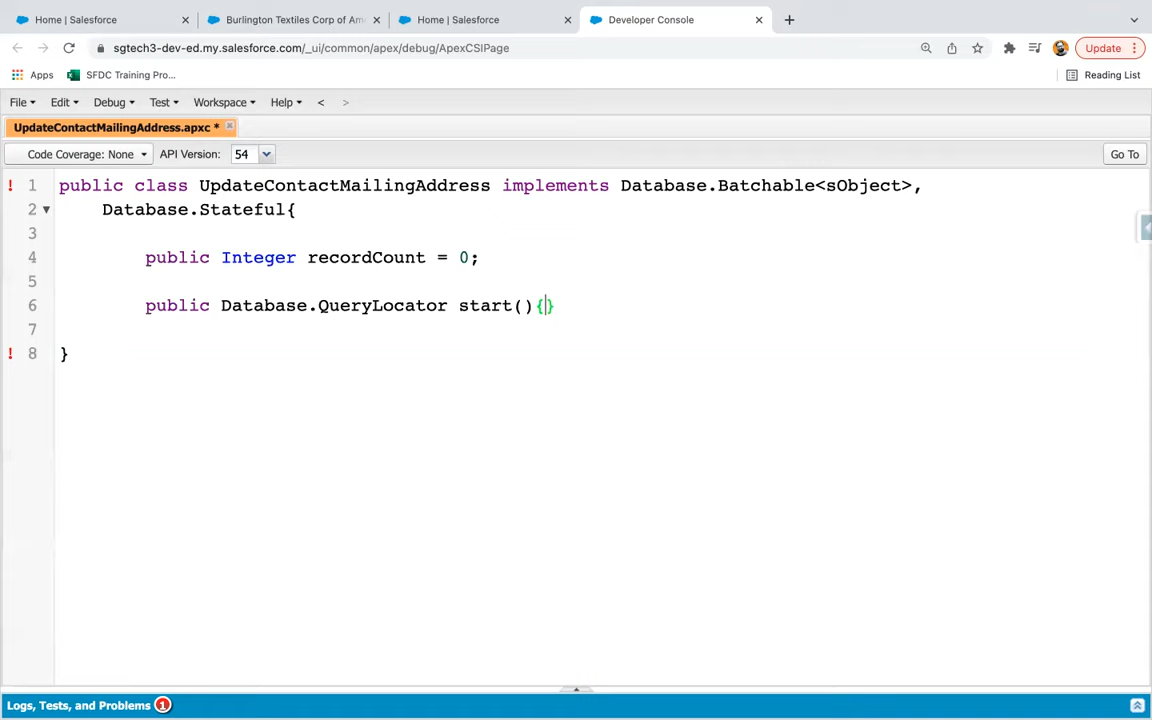 Home | Salesforce
Burlington Textiles Corp of Am
Home | Salesforce
Developer Console
sgtech3-dev-ed.my.salesforce.com/_ui/common/apex/debug/ApexCSIPage
Update
Apps
SFDC Training Pro...
Reading List
File
Edit
Debug
Test
Workspace
Help
<
>
UpdateContactMailingAddress.apxc *
Code Coverage: None
API Version:
54
Go To
! 1 public class UpdateContactMailingAddress implements Database.Batchable<sObject>,
2 Database.Stateful{
3
4 public Integer recordCount = 0;
5
6 public Database.QueryLocator start(){}
7
! 8 }
Logs, Tests, and Problems 1